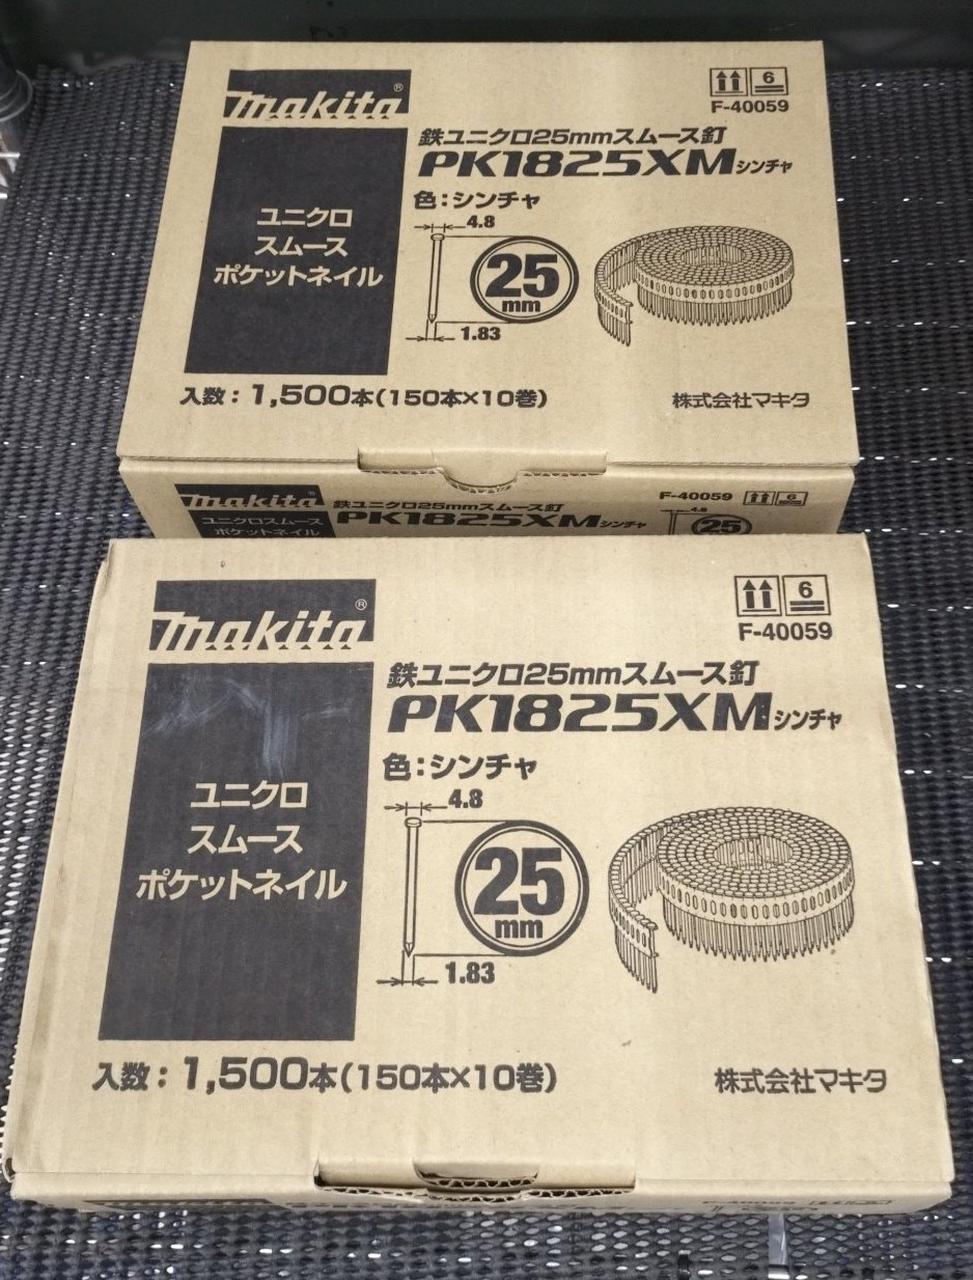 makita®
6
F-40059
鉄ユニクロ25mmスムース釘
PK1825XMシンチャ
色：シンチャ
ユニクロ
スムース
ポケットネイル
4.8
25
mm
1.83
入数：1,500本(150本×10巻)
株式会社マキタ
makita®
ユニクロスムース
ポケットネイル
鉄ユニクロ25mmスムース釘
PK1825XMシンチャ
F-40059
6
4.8
25
makita®
6
F-40059
鉄ユニクロ25mmスムース釘
PK1825XMシンチャ
色：シンチャ
ユニクロ
スムース
ポケットネイル
4.8
25
mm
1.83
入数：1,500本(150本×10巻)
株式会社マキタ